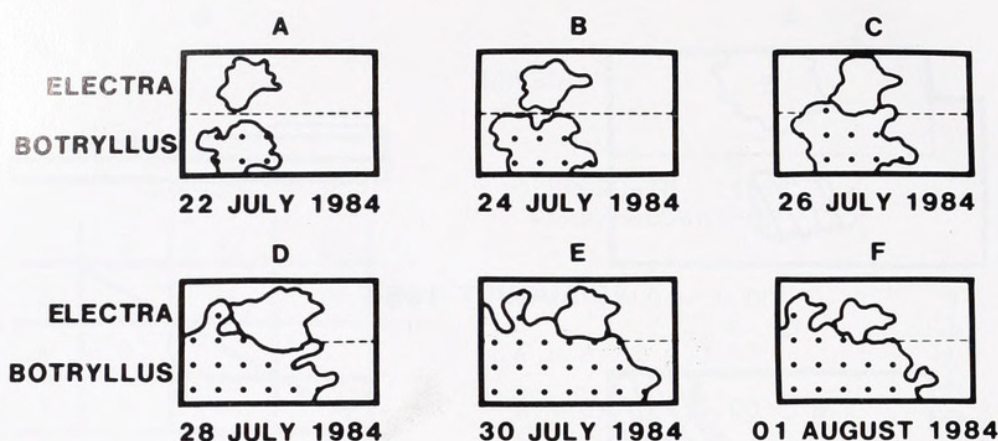 A B C
ELECTRA
BOTRYLLUS
22 JULY 1984 24 JULY 1984 26 JULY 1984
D E F
ELECTRA
BOTRYLLUS
28 JULY 1984 30 JULY 1984 01 AUGUST 1984